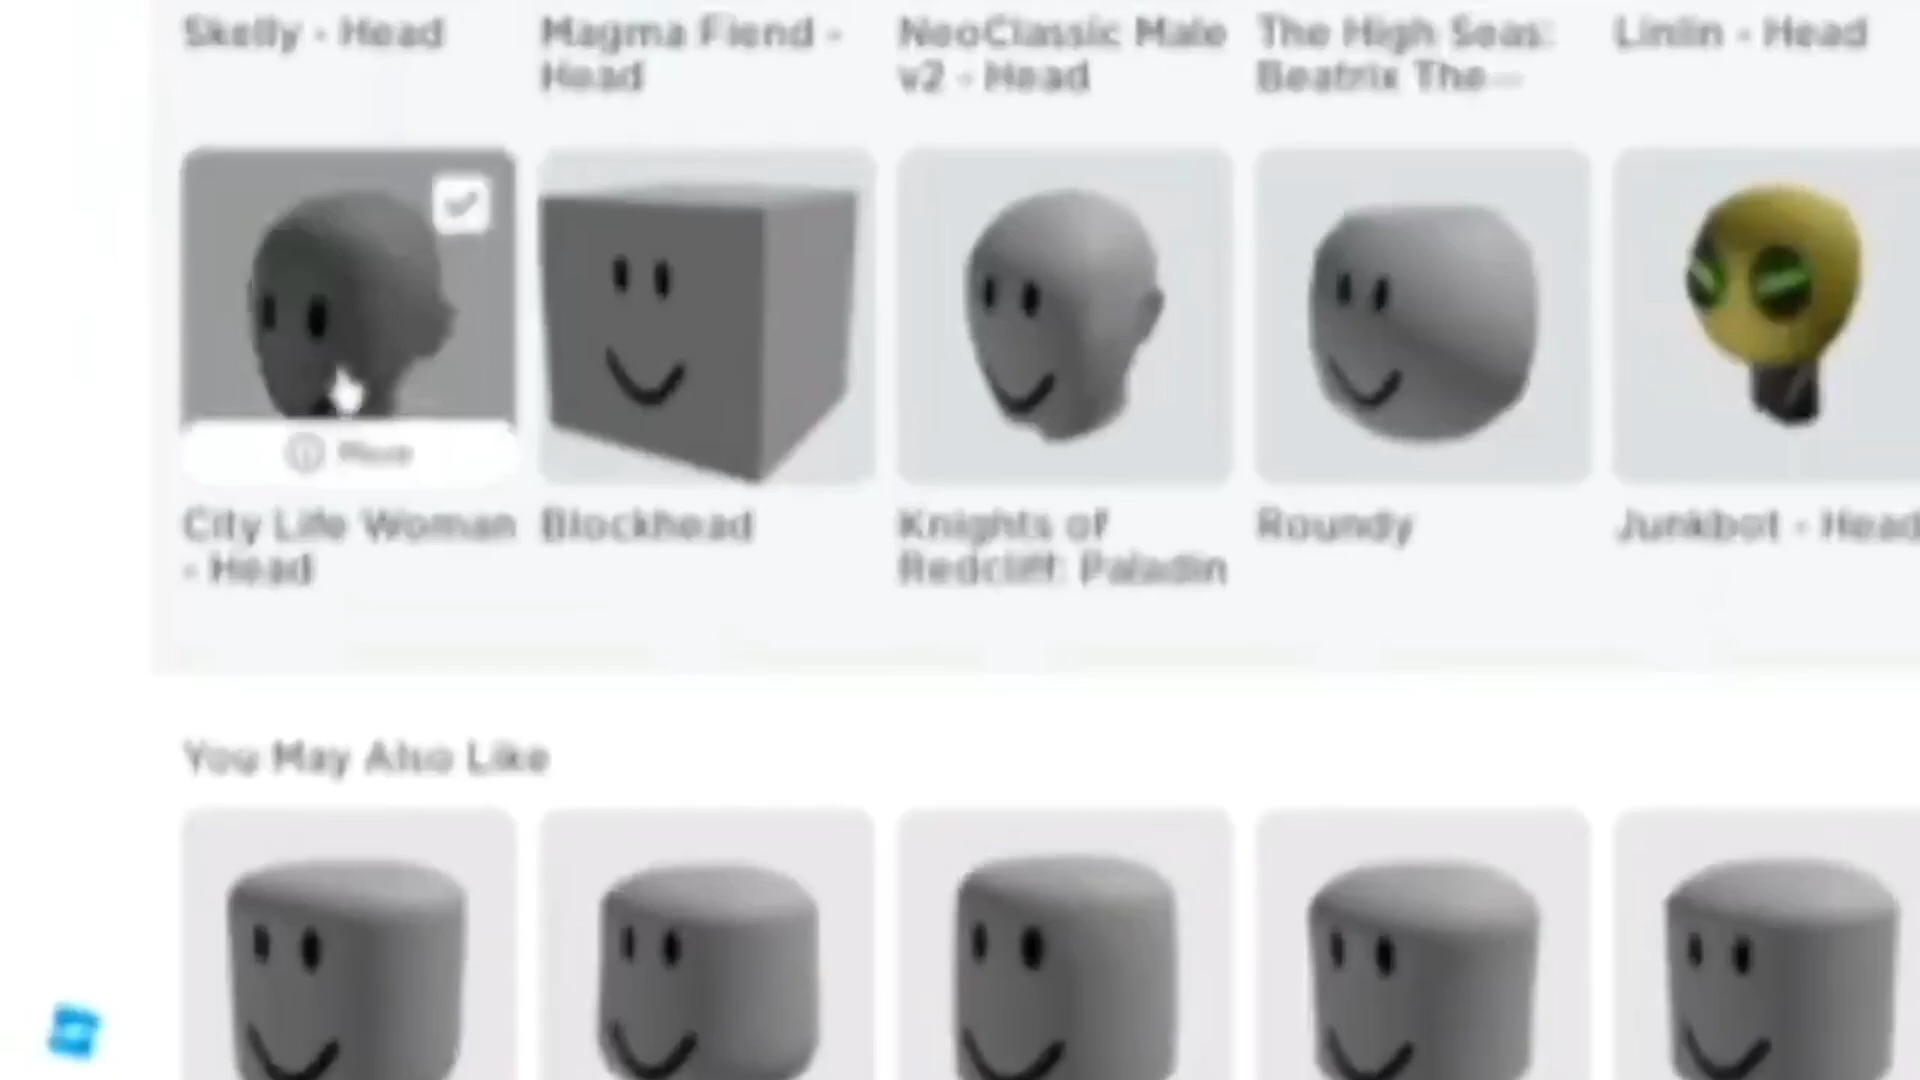 Skelly - Head
Magma Fiend -
Head
NeoClassic Male
v2 - Head
The High Seas:
Beatrix The...
Linlin - Head
More
City Life Woman
- Head
Blockhead
Knights of
Redcliff: Paladin
Roundy
Junkbot - Head
You May Also Like